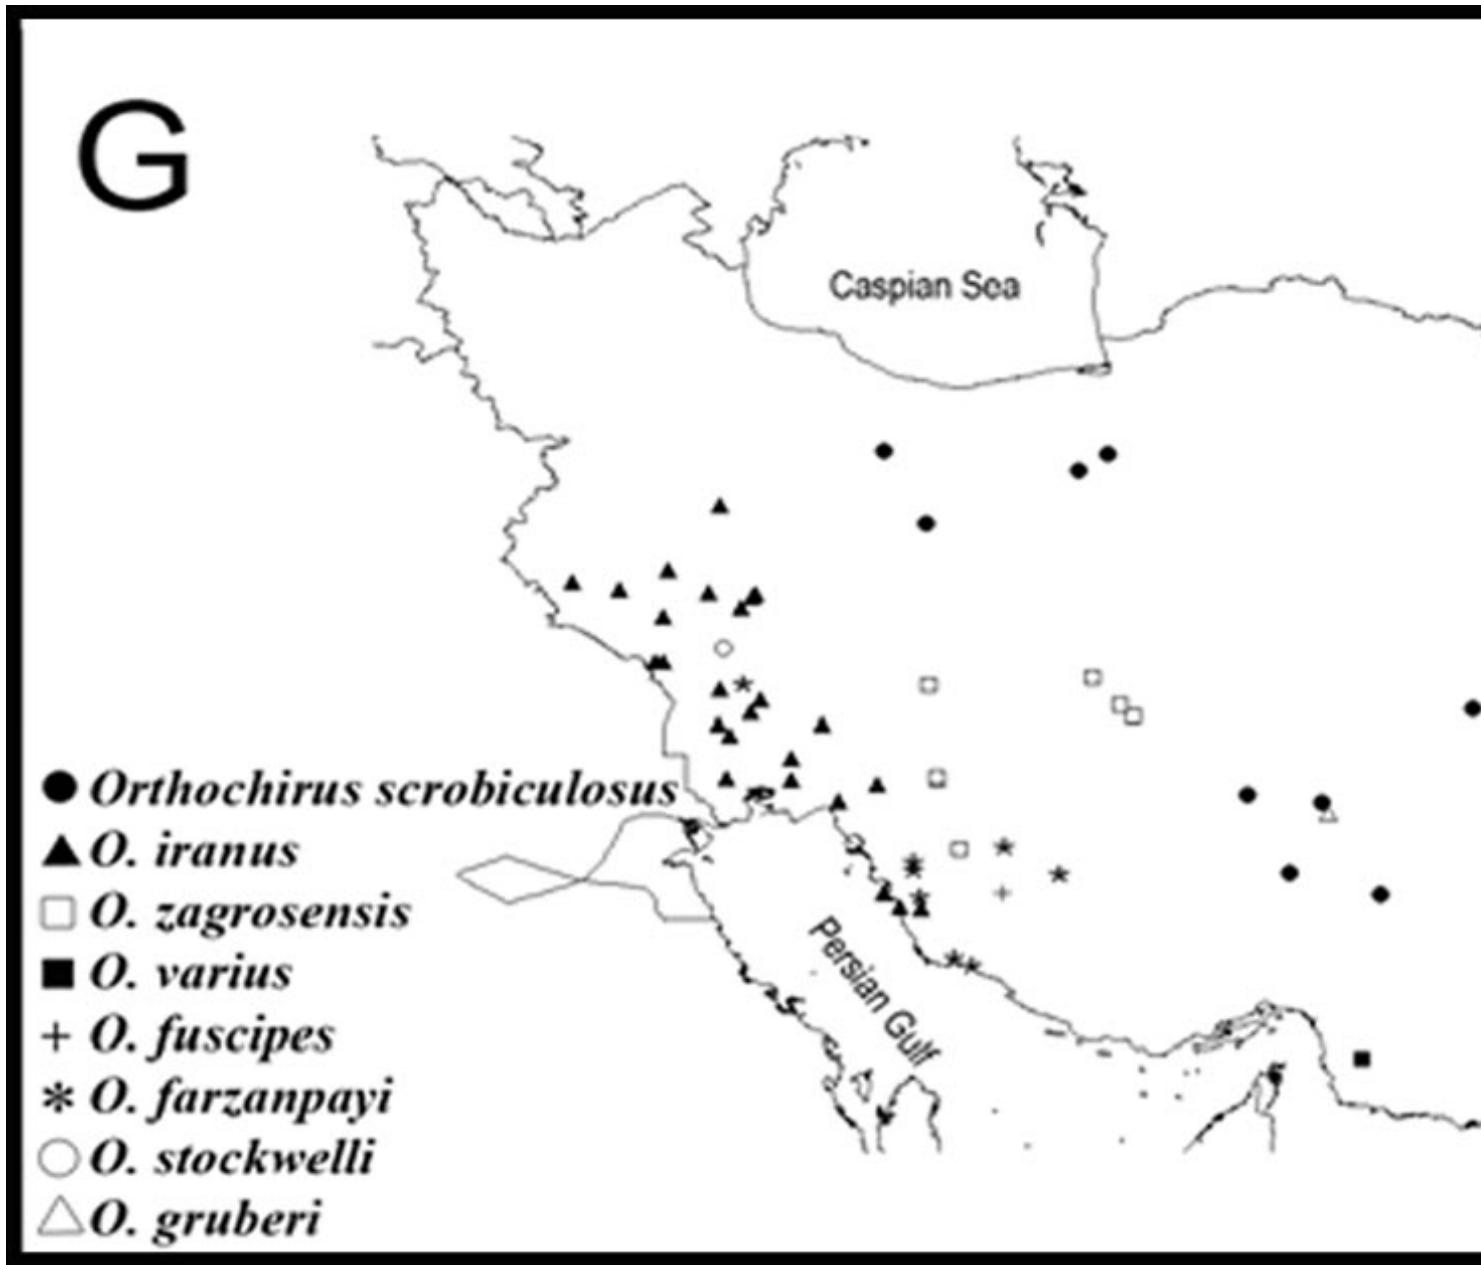 G
Caspian Sea
Orthochirus scrobiculosus
O. iranus
O. zagrosensis
O. varius
O. fuscipes
O. farzanpayi
O. stockwelli
O. gruberi
Persian Gulf